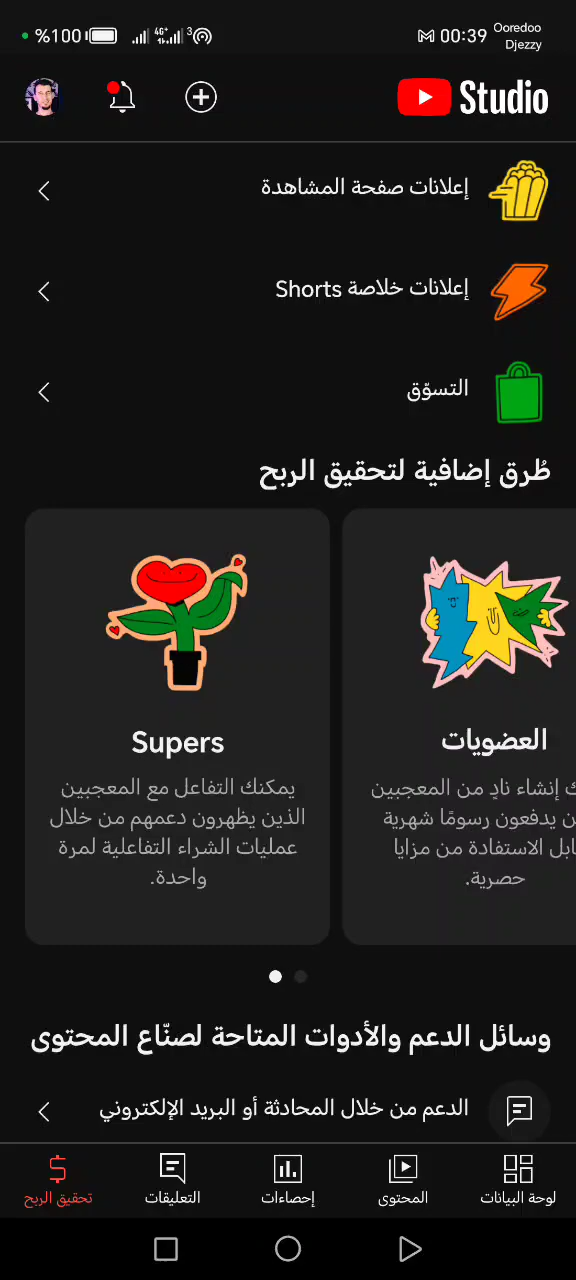 %100
4G+
3
00:39
Ooredoo
Djezzy
Studio
إعلانات صفحة المشاهدة
إعلانات خلاصة Shorts
التسوّق
طُرق إضافية لتحقيق الربح
العضويات
ك إنشاء نادٍ من المعجبين
ن يدفعون رسومًا شهرية
ابل الاستفادة من مزايا
حصرية.
Supers
يمكنك التفاعل مع المعجبين
الذين يظهرون دعمهم من خلال
عمليات الشراء التفاعلية لمرة
واحدة.
وسائل الدعم والأدوات المتاحة لصنّاع المحتوى
الدعم من خلال المحادثة أو البريد الإلكتروني
لوحة البيانات
المحتوى
إحصاءات
التعليقات
تحقيق الربح